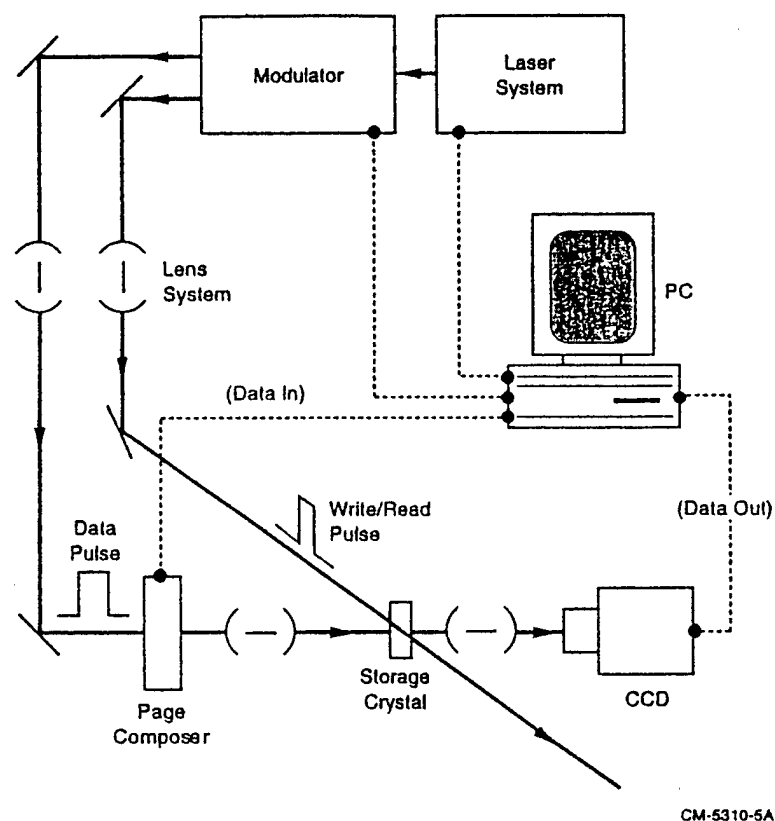 Modulator
Laser
System
Lens
System
PC
(Data In)
Write/Read
Pulse
(Data Out)
Data
Pulse
Storage
Crystal
CCD
Page
Composer
CM-5310-5A